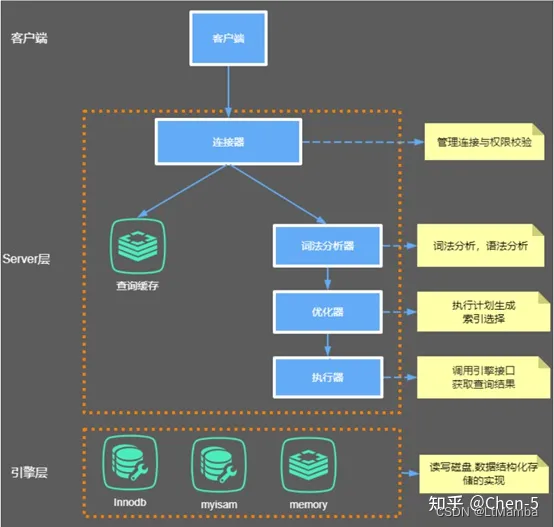 客户端
客户端
连接器
管理连接与权限校验
Server层
查询缓存
词法分析器
词法分析，语法分析
优化器
执行计划生成
索引选择
执行器
调用引擎接口
获取查询结果
引擎层
Innodb
myisam
memory
读写磁盘,数据结构化存
储的实现
知乎 @Chen-5
CSDN @LtMamba